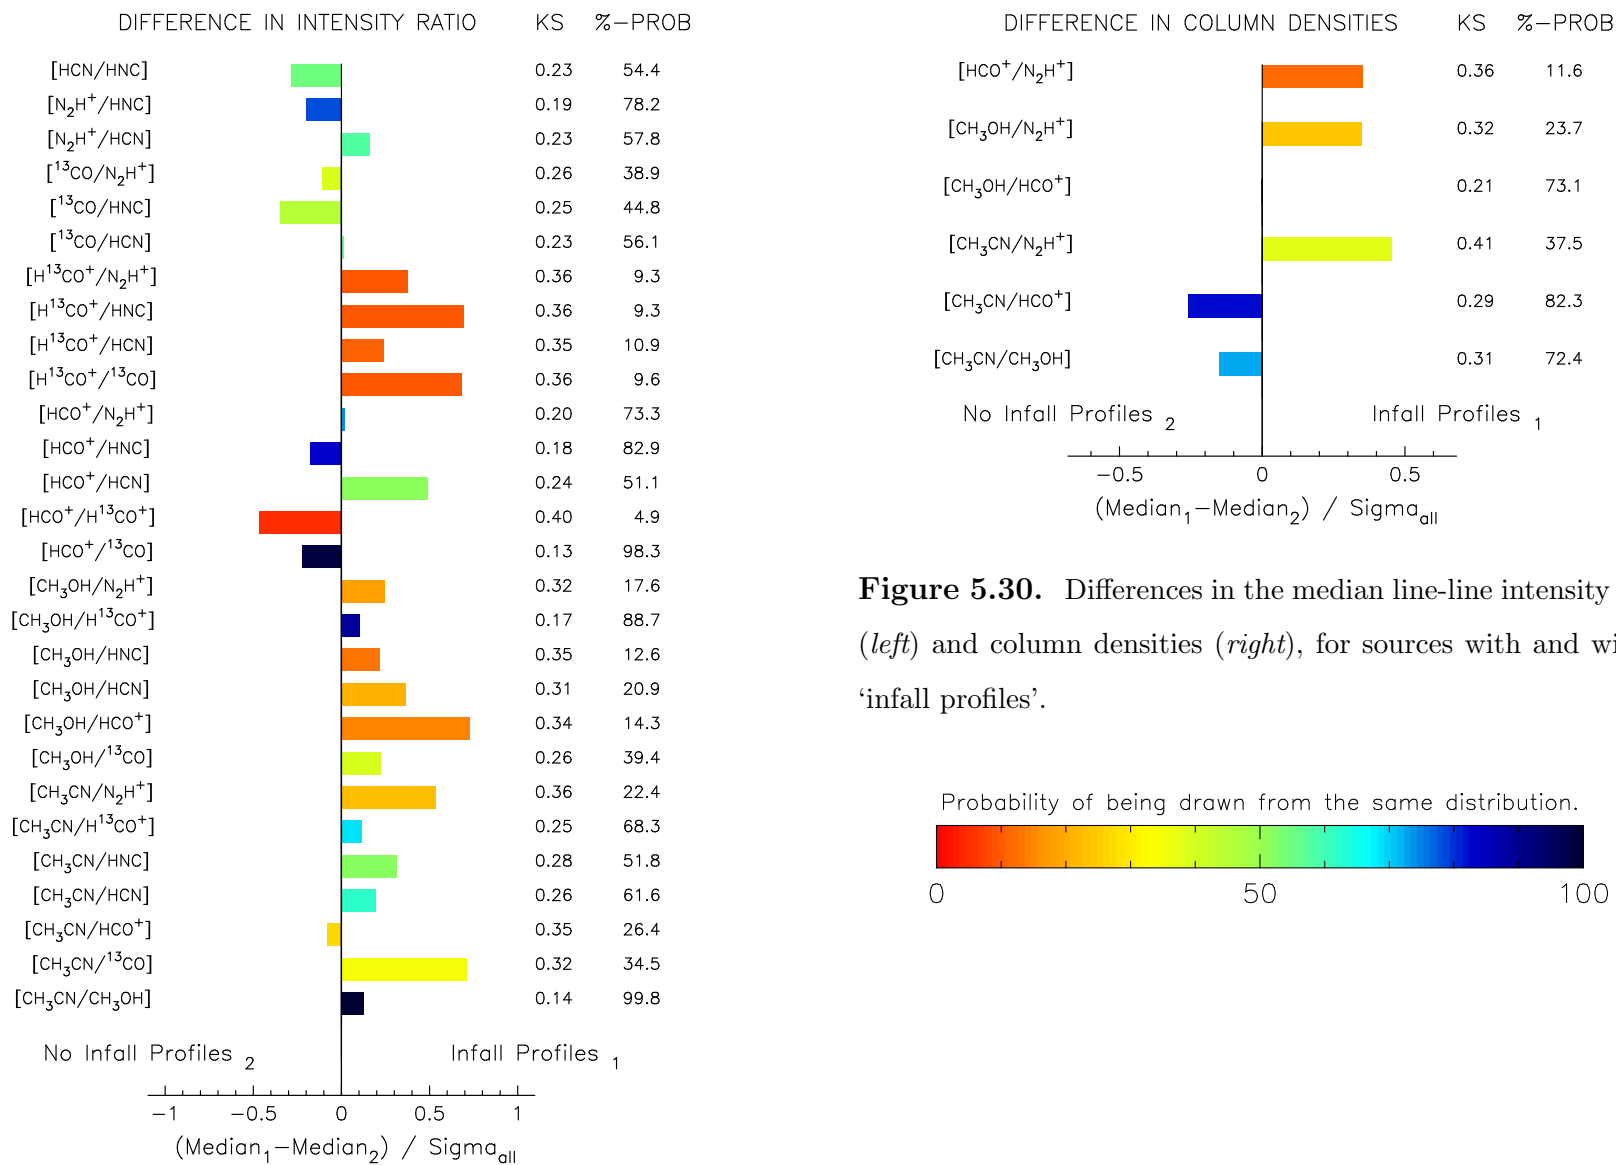 DIFFERENCE IN INTENSITY RATIO KS %-PROB
[HCN/HNC] 0.23 54.4
[N₂H⁺/HNC] 0.19 78.2
[N₂H⁺/HCN] 0.23 57.8
[¹³CO/N₂H⁺] 0.26 38.9
[¹³CO/HNC] 0.25 44.8
[¹³CO/HCN] 0.23 56.1
[H¹³CO⁺/N₂H⁺] 0.36 9.3
[H¹³CO⁺/HNC] 0.36 9.3
[H¹³CO⁺/HCN] 0.35 10.9
[H¹³CO⁺/¹³CO] 0.36 9.6
[HCO⁺/N₂H⁺] 0.20 73.3
[HCO⁺/HNC] 0.18 82.9
[HCO⁺/HCN] 0.24 51.1
[HCO⁺/H¹³CO⁺] 0.40 4.9
[HCO⁺/¹³CO] 0.13 98.3
[CH₃OH/N₂H⁺] 0.32 17.6
[CH₃OH/H¹³CO⁺] 0.17 88.7
[CH₃OH/HNC] 0.35 12.6
[CH₃OH/HCN] 0.31 20.9
[CH₃OH/HCO⁺] 0.34 14.3
[CH₃OH/¹³CO] 0.26 39.4
[CH₃CN/N₂H⁺] 0.36 22.4
[CH₃CN/H¹³CO⁺] 0.25 68.3
[CH₃CN/HNC] 0.28 51.8
[CH₃CN/HCN] 0.26 61.6
[CH₃CN/HCO⁺] 0.35 26.4
[CH₃CN/¹³CO] 0.32 34.5
[CH₃CN/CH₃OH] 0.14 99.8
No Infall Profiles ₂ Infall Profiles ₁
−1 −0.5 0 0.5 1
(Median₁−Median₂) / Sigma_all
DIFFERENCE IN COLUMN DENSITIES KS %-PROB
[HCO⁺/N₂H⁺] 0.36 11.6
[CH₃OH/N₂H⁺] 0.32 23.7
[CH₃OH/HCO⁺] 0.21 73.1
[CH₃CN/N₂H⁺] 0.41 37.5
[CH₃CN/HCO⁺] 0.29 82.3
[CH₃CN/CH₃OH] 0.31 72.4
No Infall Profiles ₂ Infall Profiles ₁
−0.5 0 0.5
(Median₁−Median₂) / Sigma_all
Figure 5.30. Differences in the median line-line intensity
(left) and column densities (right), for sources with and wi
‘infall profiles’.
Probability of being drawn from the same distribution.
0 50 100